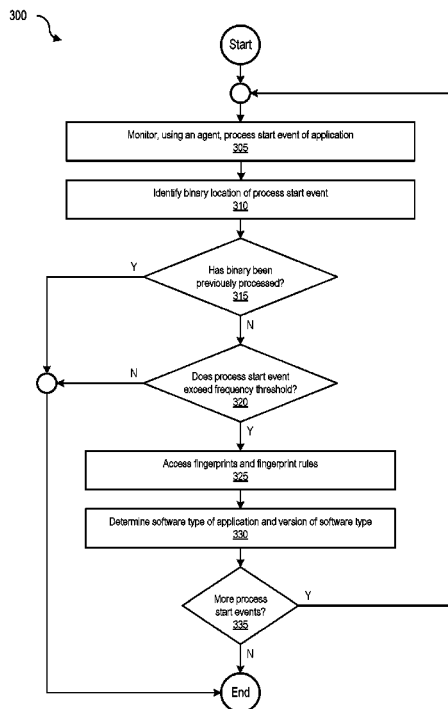 300
Start
Monitor, using an agent, process start event of application
305
Identify binary location of process start event
310
Has binary been
previously processed?
315
Y
N
Does process start event
exceed frequency threshold?
320
N
Y
Access fingerprints and fingerprint rules
325
Determine software type of application and version of software type
330
More process
start events?
335
Y
N
End